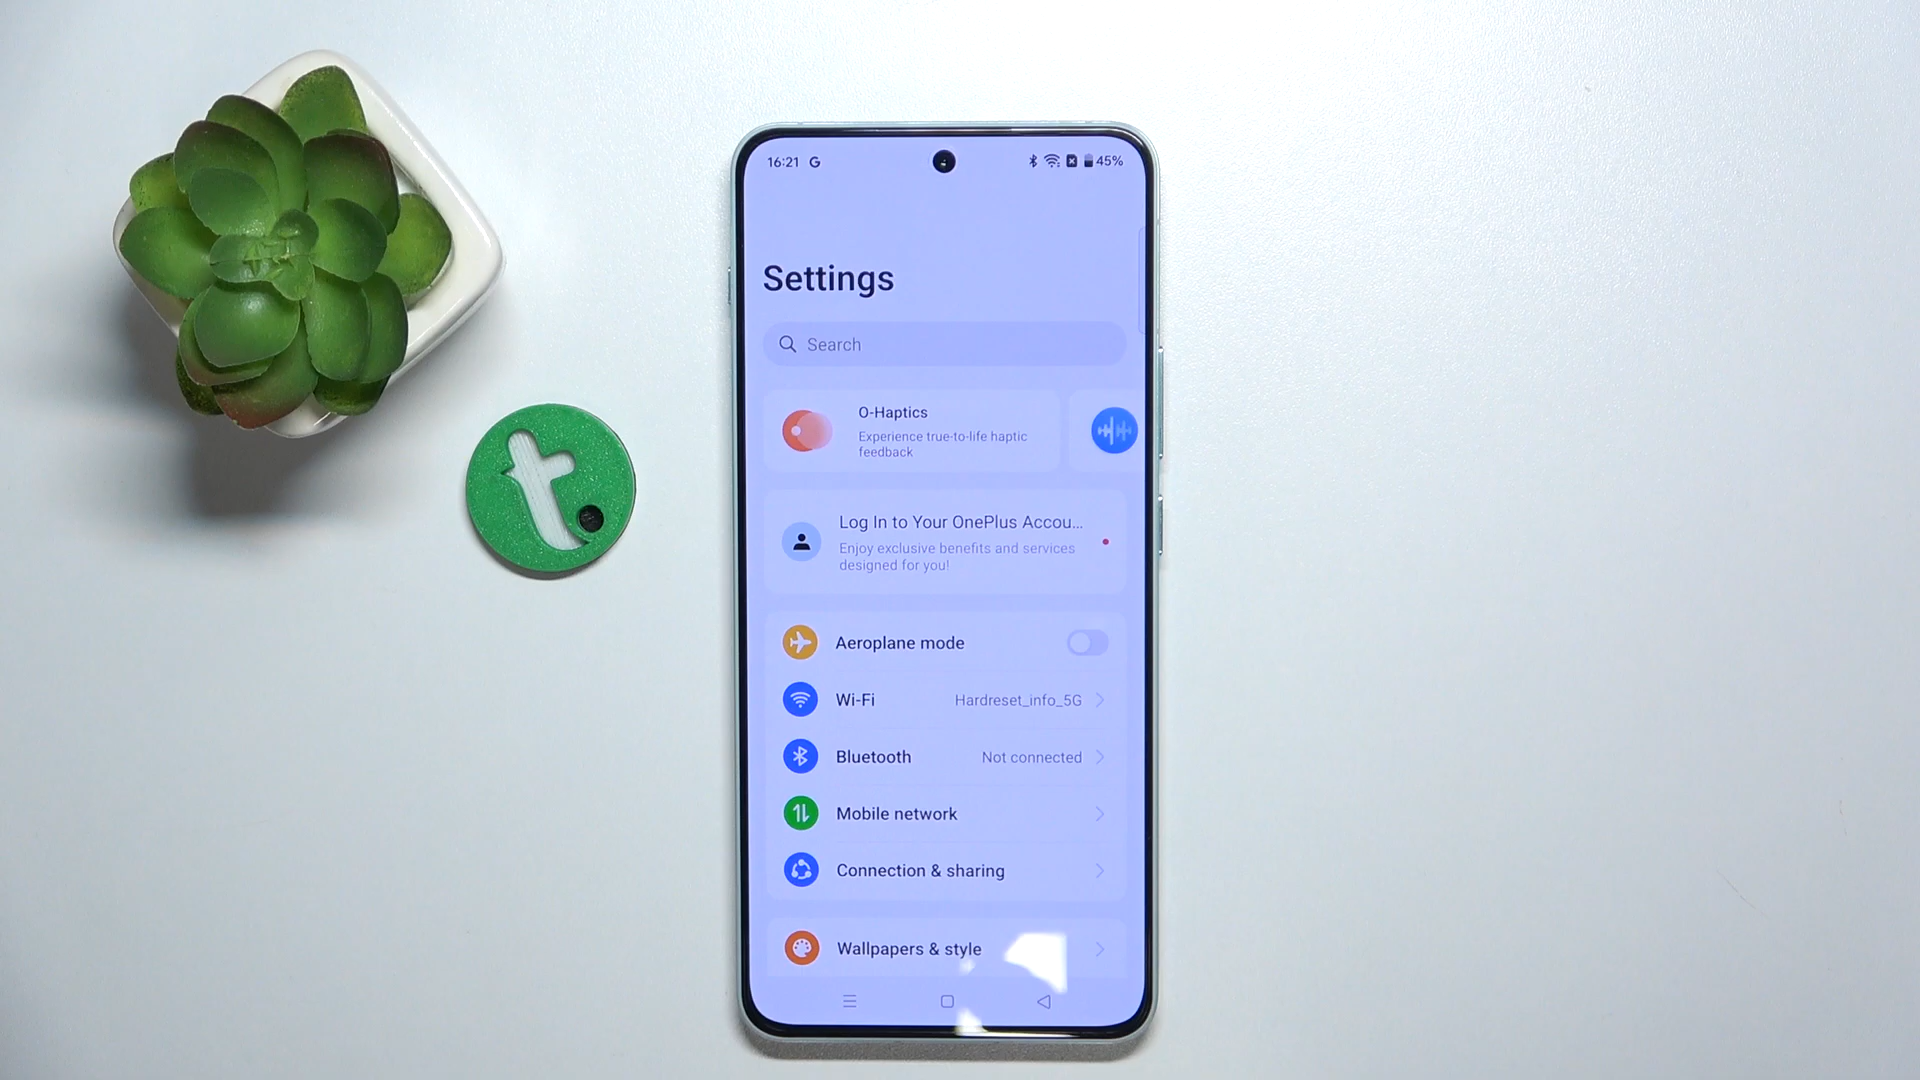 16:21 G 45%
Settings
Search
O-Haptics
Experience true-to-life haptic
feedback
Log In to Your OnePlus Accou...
Enjoy exclusive benefits and services
designed for you!
Aeroplane mode
Wi-Fi Hardreset_info_5G
Bluetooth Not connected
Mobile network
Connection & sharing
Wallpapers & style
t.